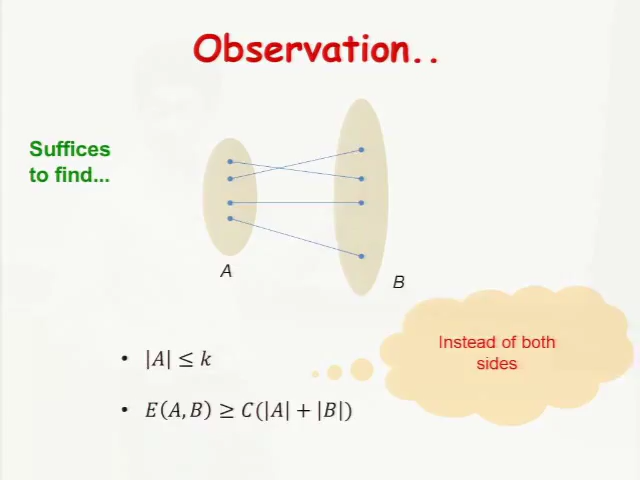 Observation..
Suffices
to find...
A
B
Instead of both
sides
• |A| ≤ k
• E(A, B) ≥ C(|A| + |B|)